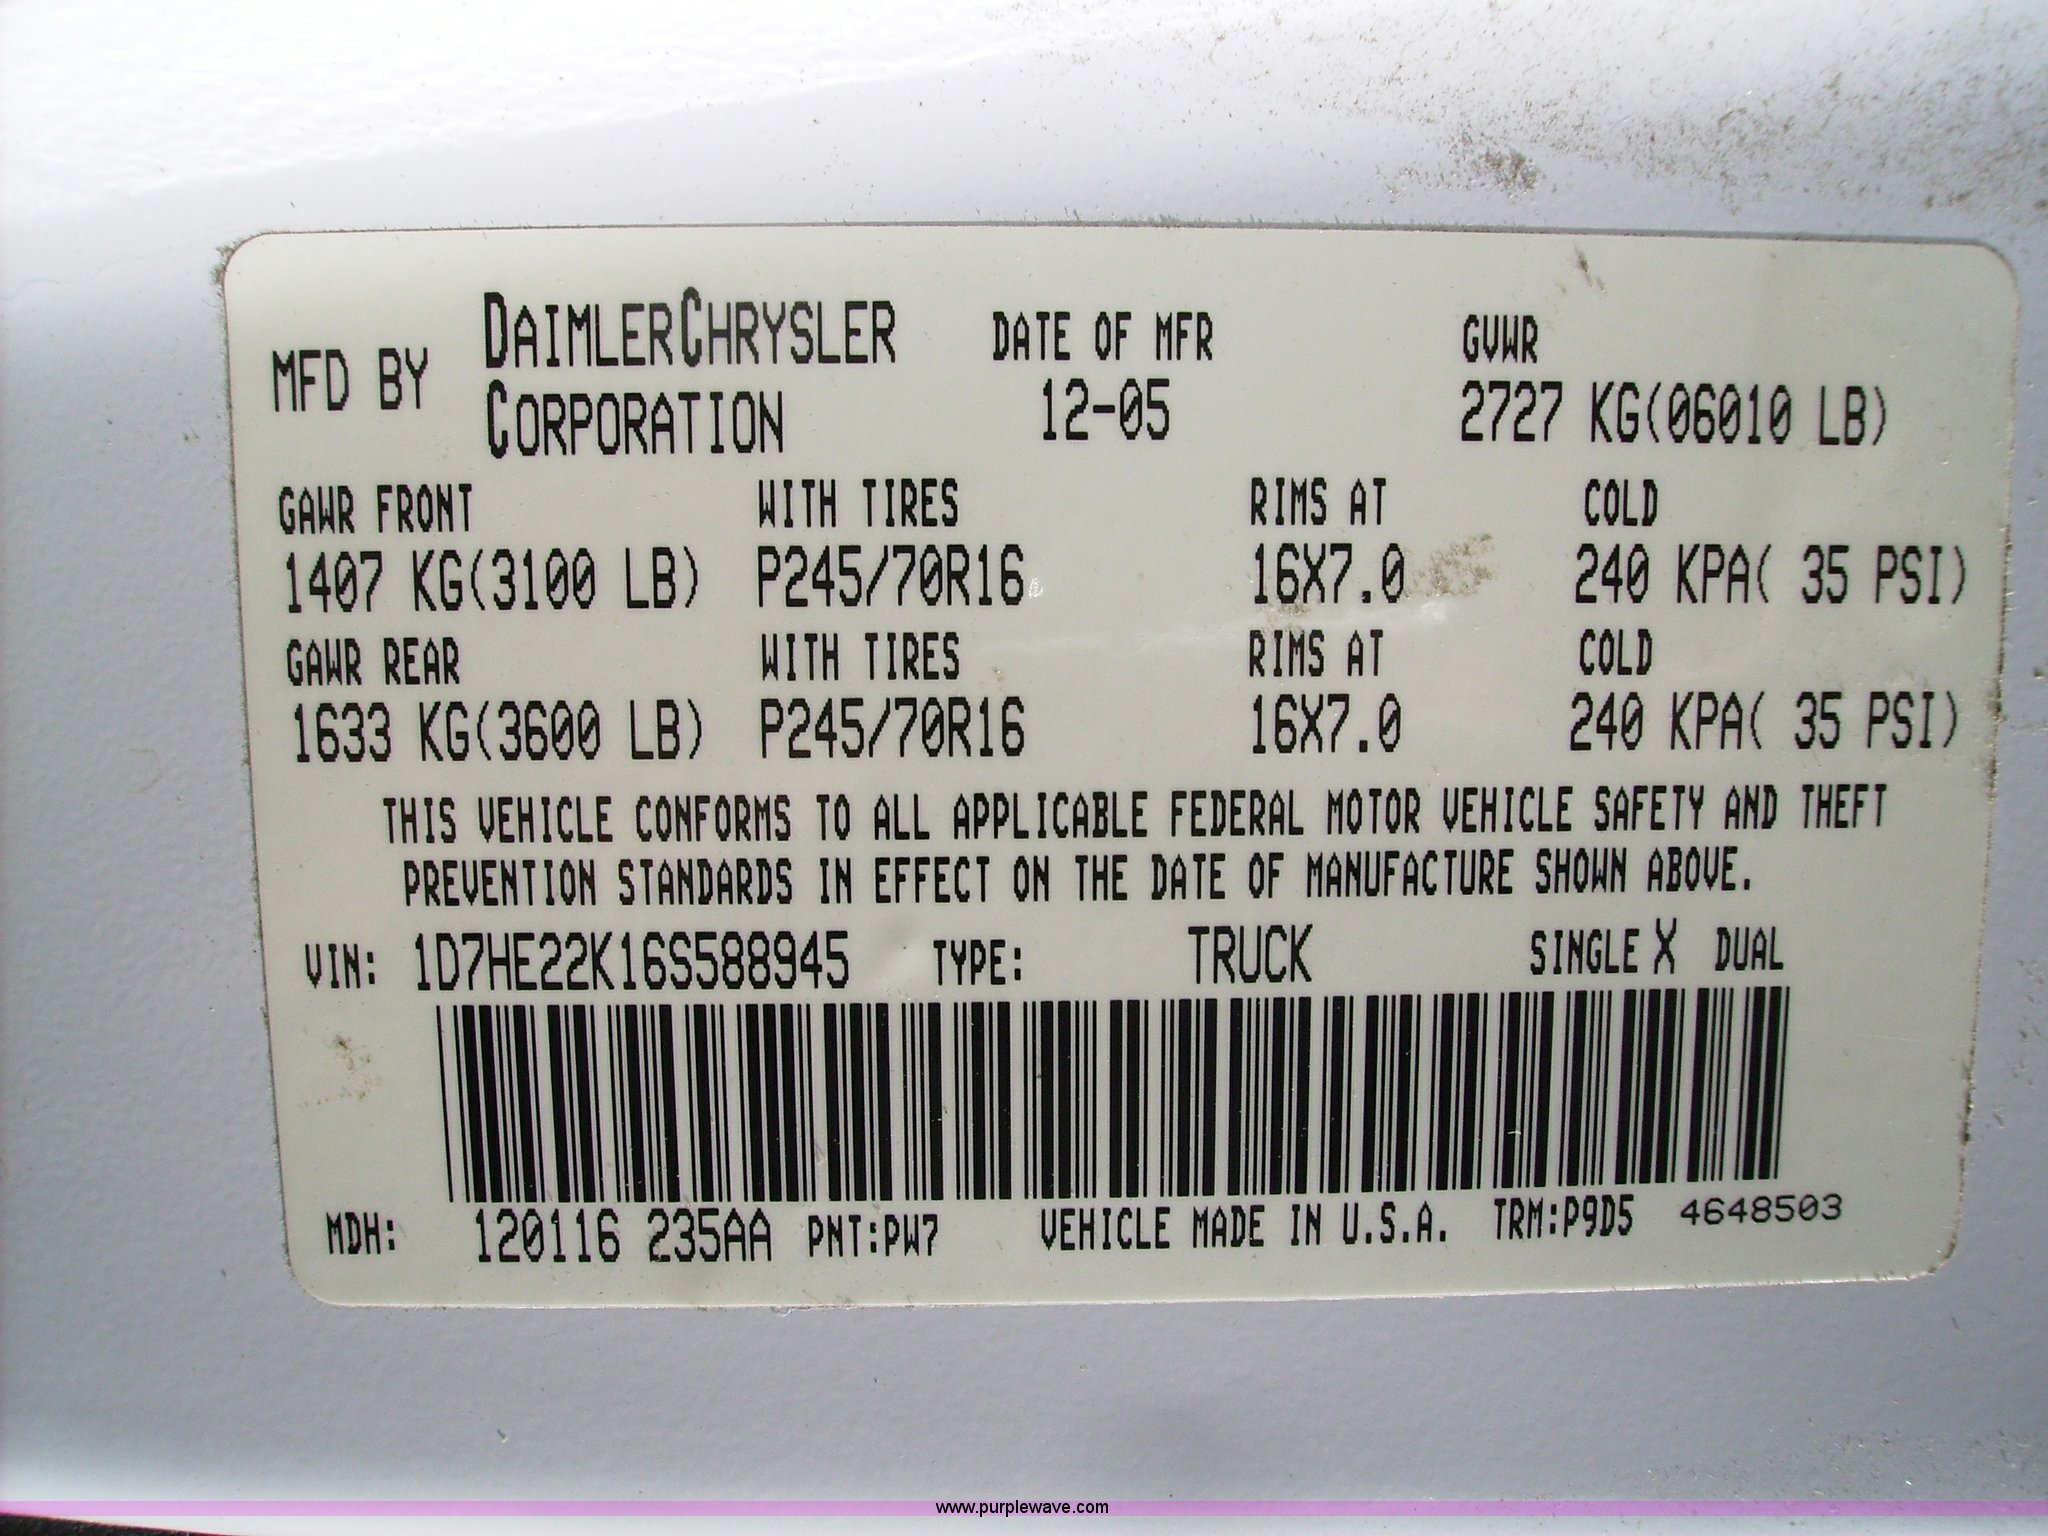 MFD BY DAIMLERCHRYSLER CORPORATION DATE OF MFR 12-05 GVWR 2727 KG(06010 LB)
GAWR FRONT WITH TIRES RIMS AT COLD
1407 KG(3100 LB) P245/70R16 16X7.0 240 KPA( 35 PSI)
GAWR REAR WITH TIRES RIMS AT COLD
1633 KG(3600 LB) P245/70R16 16X7.0 240 KPA( 35 PSI)
THIS VEHICLE CONFORMS TO ALL APPLICABLE FEDERAL MOTOR VEHICLE SAFETY AND THEFT
PREVENTION STANDARDS IN EFFECT ON THE DATE OF MANUFACTURE SHOWN ABOVE.
VIN: 1D7HE22K16S588945 TYPE: TRUCK SINGLE X DUAL
MDH: 120116 235AA PNT:PW7 VEHICLE MADE IN U.S.A. TRM:P9D5 4648503
www.purplewave.com